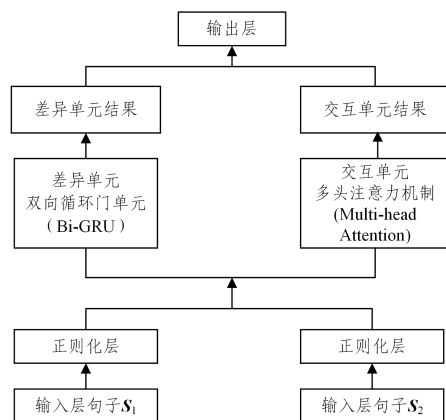 输出层
差异单元结果
交互单元结果
差异单元
双向循环门单元
（Bi-GRU）
交互单元
多头注意力机制
(Multi-head
Attention)
正则化层
正则化层
输入层句子S₁
输入层句子S₂